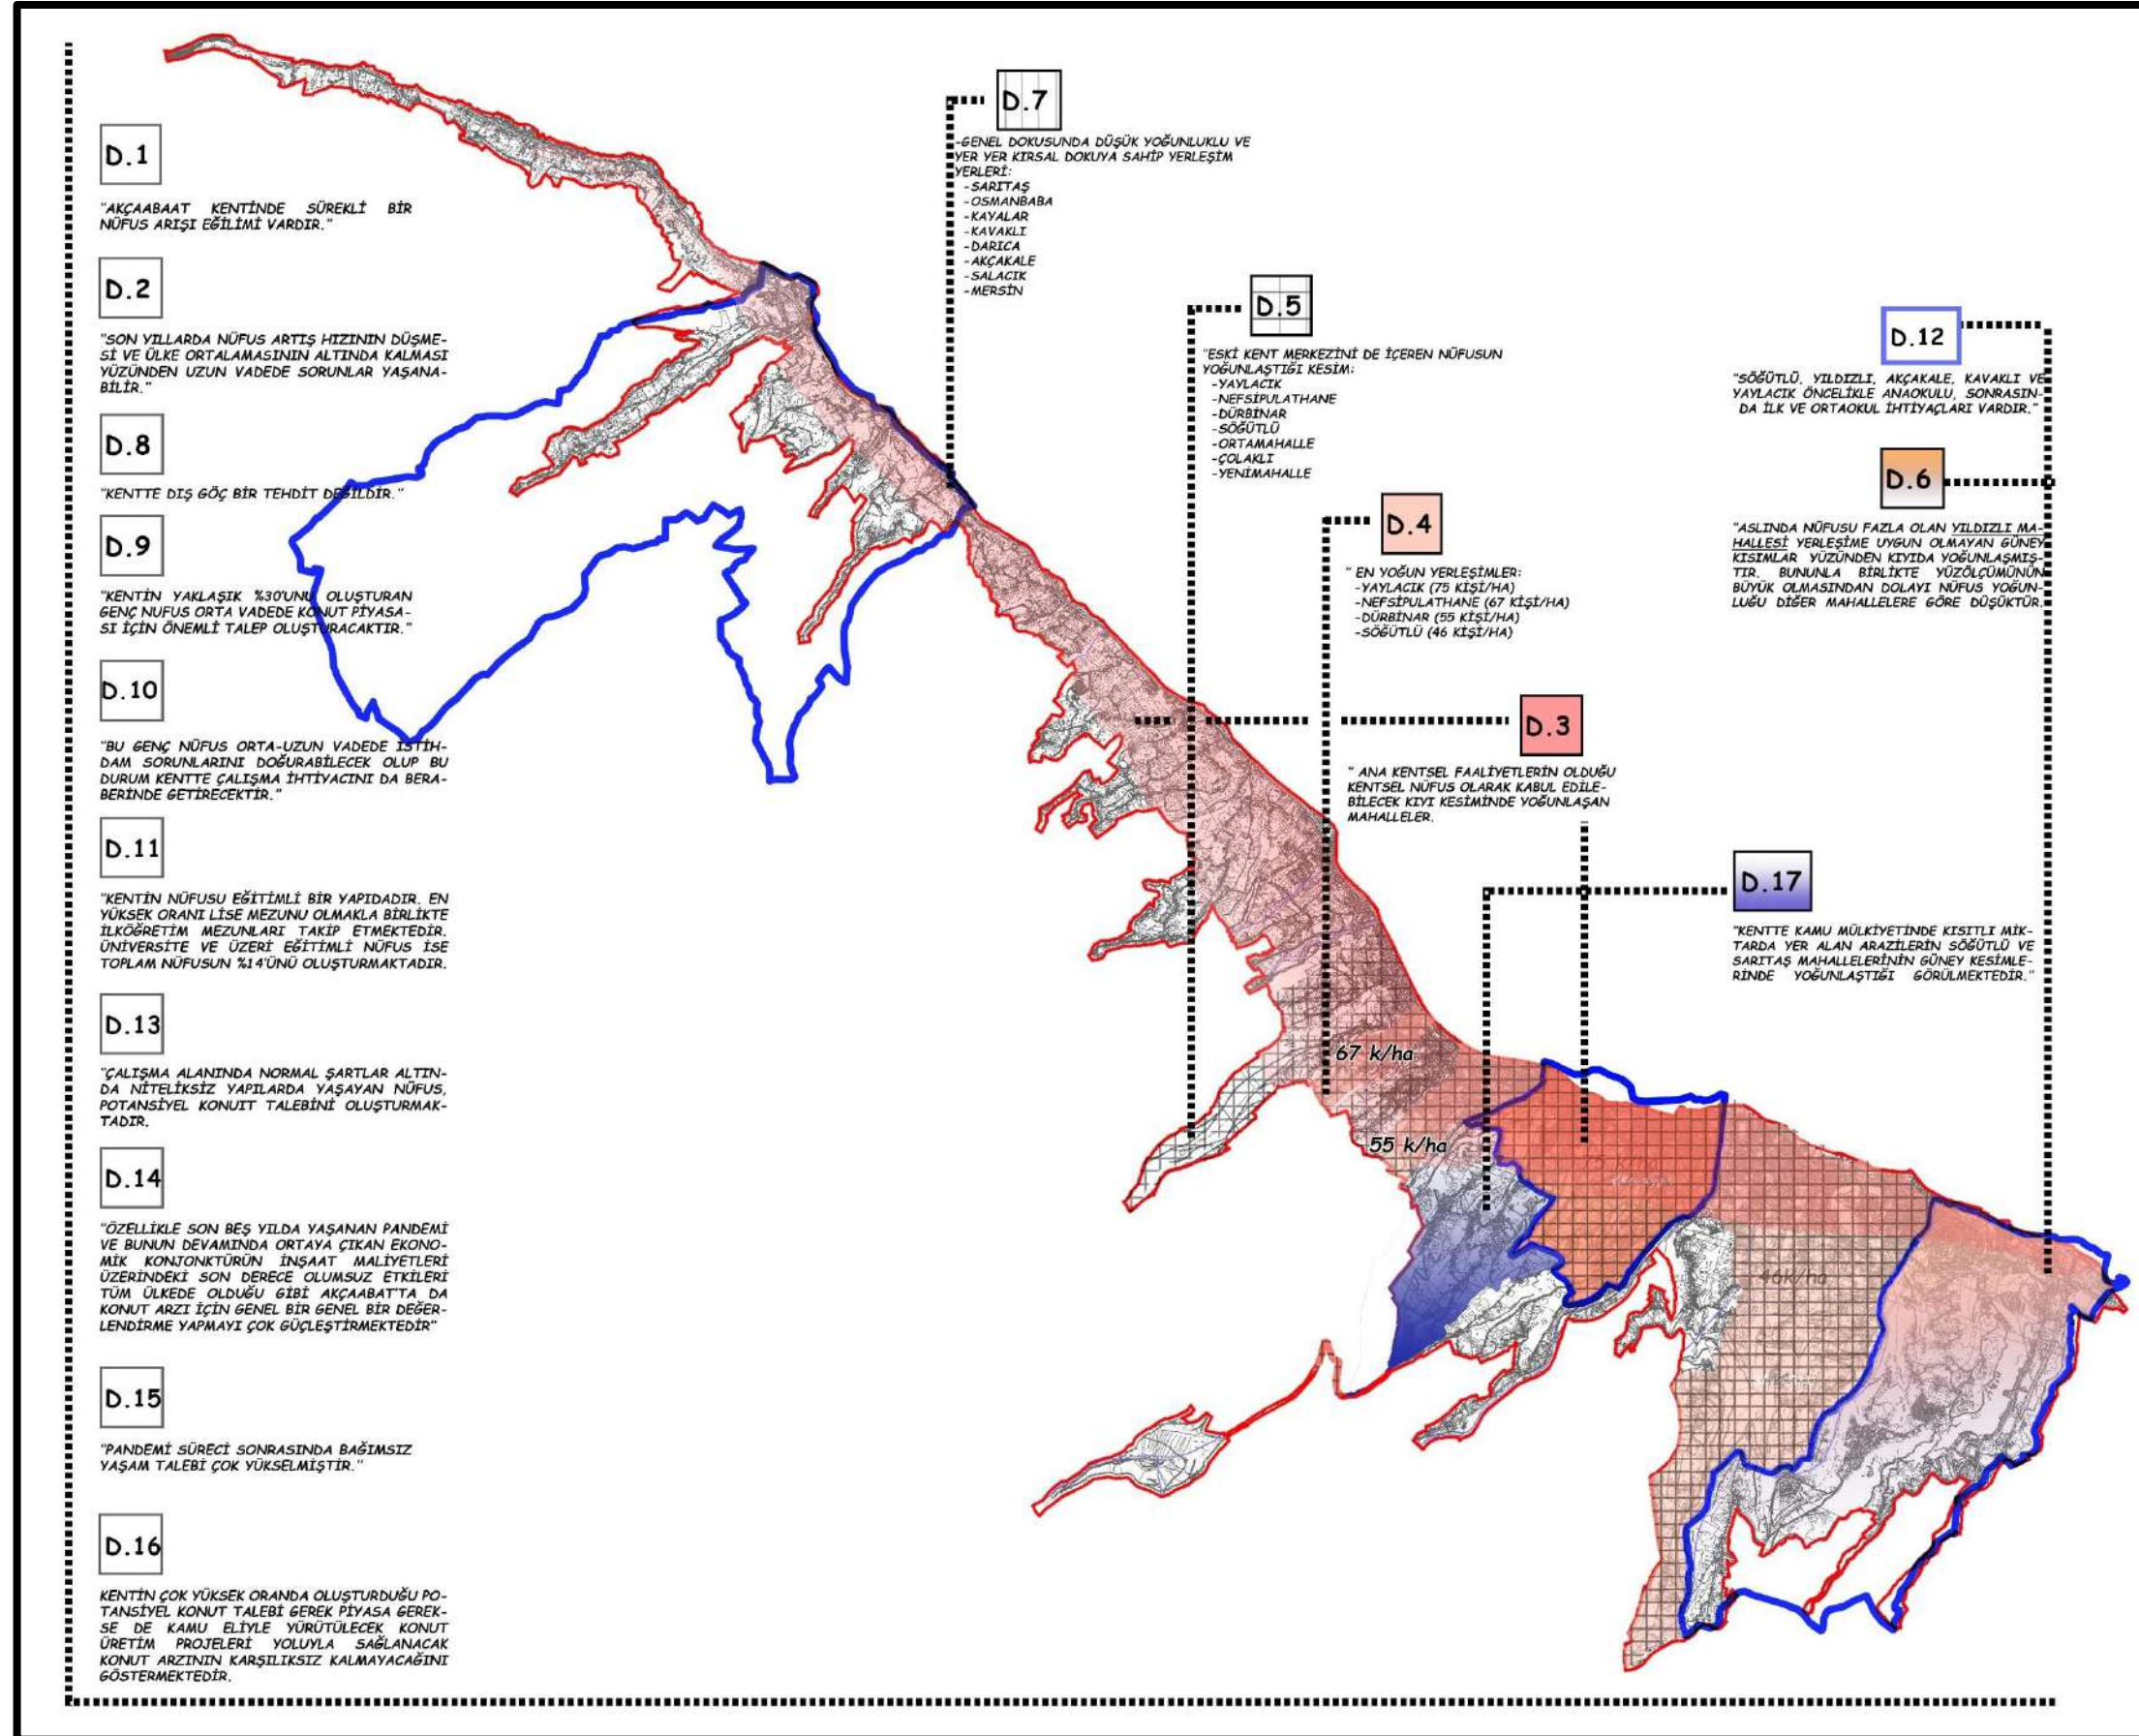 D.1
"AKÇAABAAT KENTİNDE SÜREKLİ BİR
NÜFUS ARIŞI EĞİLİMİ VARDIR."
D.2
"SON YILLARDA NÜFUS ARTIŞ HIZININ DÜŞME-
Sİ VE ÜLKE ORTALAMASININ ALTINDA KALMASI
YÜZÜNDEN UZUN VADEDE SORUNLAR YAŞANA-
BİLİR."
D.8
"KENTTE DIŞ GÖÇ BİR TEHDİT DEĞİLDİR."
D.9
"KENTİN YAKLAŞIK %30'UNU OLUŞTURAN
GENÇ NUFUS ORTA VADEDE KONUT PİYASA-
SI İÇİN ÖNEMLİ TALEP OLUŞTURACAKTIR."
D.10
"BU GENÇ NÜFUS ORTA-UZUN VADEDE İSTİH-
DAM SORUNLARINI DOĞURABİLECEK OLUP BU
DURUM KENTTE ÇALIŞMA İHTİYACINI DA BERA-
BERİNDE GETİRECEKTİR."
D.11
"KENTİN NÜFUSU EĞİTİMLİ BİR YAPIDADIR. EN
YÜKSEK ORANI LİSE MEZUNU OLMAKLA BİRLİKTE
İLKÖĞRETİM MEZUNLARI TAKİP ETMEKTEDİR.
ÜNİVERSİTE VE ÜZERİ EĞİTİMLİ NÜFUS İSE
TOPLAM NÜFUSUN %14'ÜNÜ OLUŞTURMAKTADIR.
D.13
"ÇALIŞMA ALANINDA NORMAL ŞARTLAR ALTIN-
DA NİTELİKSİZ YAPILARDA YAŞAYAN NÜFUS,
POTANSİYEL KONUIT TALEBİNİ OLUŞTURMAK-
TADIR.
D.14
"ÖZELLİKLE SON BEŞ YILDA YAŞANAN PANDEMİ
VE BUNUN DEVAMINDA ORTAYA ÇIKAN EKONO-
MİK KONJONKTÜRÜN İNŞAAT MALİYETLERİ
ÜZERİNDEKİ SON DERECE OLUMSUZ ETKİLERİ
TÜM ÜLKEDE OLDUĞU GİBİ AKÇAABAT'TA DA
KONUT ARZI İÇİN GENEL BİR GENEL BİR DEĞER-
LENDİRME YAPMAYI ÇOK GÜÇLEŞTİRMEKTEDİR"
D.15
"PANDEMİ SÜRECİ SONRASINDA BAĞIMSIZ
YAŞAM TALEBİ ÇOK YÜKSELMİŞTİR."
D.16
KENTİN ÇOK YÜKSEK ORANDA OLUŞTURDUĞU PO-
TANSİYEL KONUT TALEBİ GEREK PİYASA GEREK-
SE DE KAMU ELİYLE YÜRÜTÜLECEK KONUT
ÜRETİM PROJELERİ YOLUYLA SAĞLANACAK
KONUT ARZININ KARŞILIKSIZ KALMAYACAĞINI
GÖSTERMEKTEDİR.
D.7
-GENEL DOKUSUNDA DÜŞÜK YOĞUNLUKLU VE
YER YER KIRSAL DOKUYA SAHİP YERLEŞİM
YERLERİ:
-SARITAŞ
-OSMANBABA
-KAYALAR
-KAVAKLI
-DARICA
-AKÇAKALE
-SALACIK
-MERSİN
D.5
"ESKİ KENT MERKEZİNİ DE İÇEREN NÜFUSUN
YOĞUNLAŞTIĞI KESİM:
-YAYLACIK
-NEFSİPULATHANE
-DÜRBİNAR
-SÖĞÜTLÜ
-ORTAMAHALLE
-ÇOLAKLI
-YENİMAHALLE
D.4
" EN YOĞUN YERLEŞİMLER:
-YAYLACIK (75 KİŞİ/HA)
-NEFSİPULATHANE (67 KİŞİ/HA)
-DÜRBİNAR (55 KİŞİ/HA)
-SÖĞÜTLÜ (46 KİŞİ/HA)
D.3
" ANA KENTSEL FAALİYETLERİN OLDUĞU
KENTSEL NÜFUS OLARAK KABUL EDİLE-
BİLECEK KIYI KESİMİNDE YOĞUNLAŞAN
MAHALLELER.
D.12
"SÖĞÜTLÜ, YILDIZLI, AKÇAKALE, KAVAKLI VE
YAYLACIK ÖNCELİKLE ANAOKULU, SONRASIN-
DA İLK VE ORTAOKUL İHTİYAÇLARI VARDIR."
D.6
"ASLINDA NÜFUSU FAZLA OLAN YILDIZLI MA-
HALLESİ YERLEŞİME UYGUN OLMAYAN GÜNEY
KISIMLAR YÜZÜNDEN KIYIDA YOĞUNLAŞMIŞ-
TIR. BUNUNLA BİRLİKTE YÜZÖLÇÜMÜNÜN
BÜYÜK OLMASINDAN DOLAYI NÜFUS YOĞUN-
LUĞU DİĞER MAHALLELERE GÖRE DÜŞÜKTÜR.
D.17
"KENTTE KAMU MÜLKİYETİNDE KISITLI MİK-
TARDA YER ALAN ARAZİLERİN SÖĞÜTLÜ VE
SARITAŞ MAHALLELERİNİN GÜNEY KESİMLE-
RİNDE YOĞUNLAŞTIĞI GÖRÜLMEKTEDİR."
67 k/ha
55 k/ha
75 k/ha
46k/ha